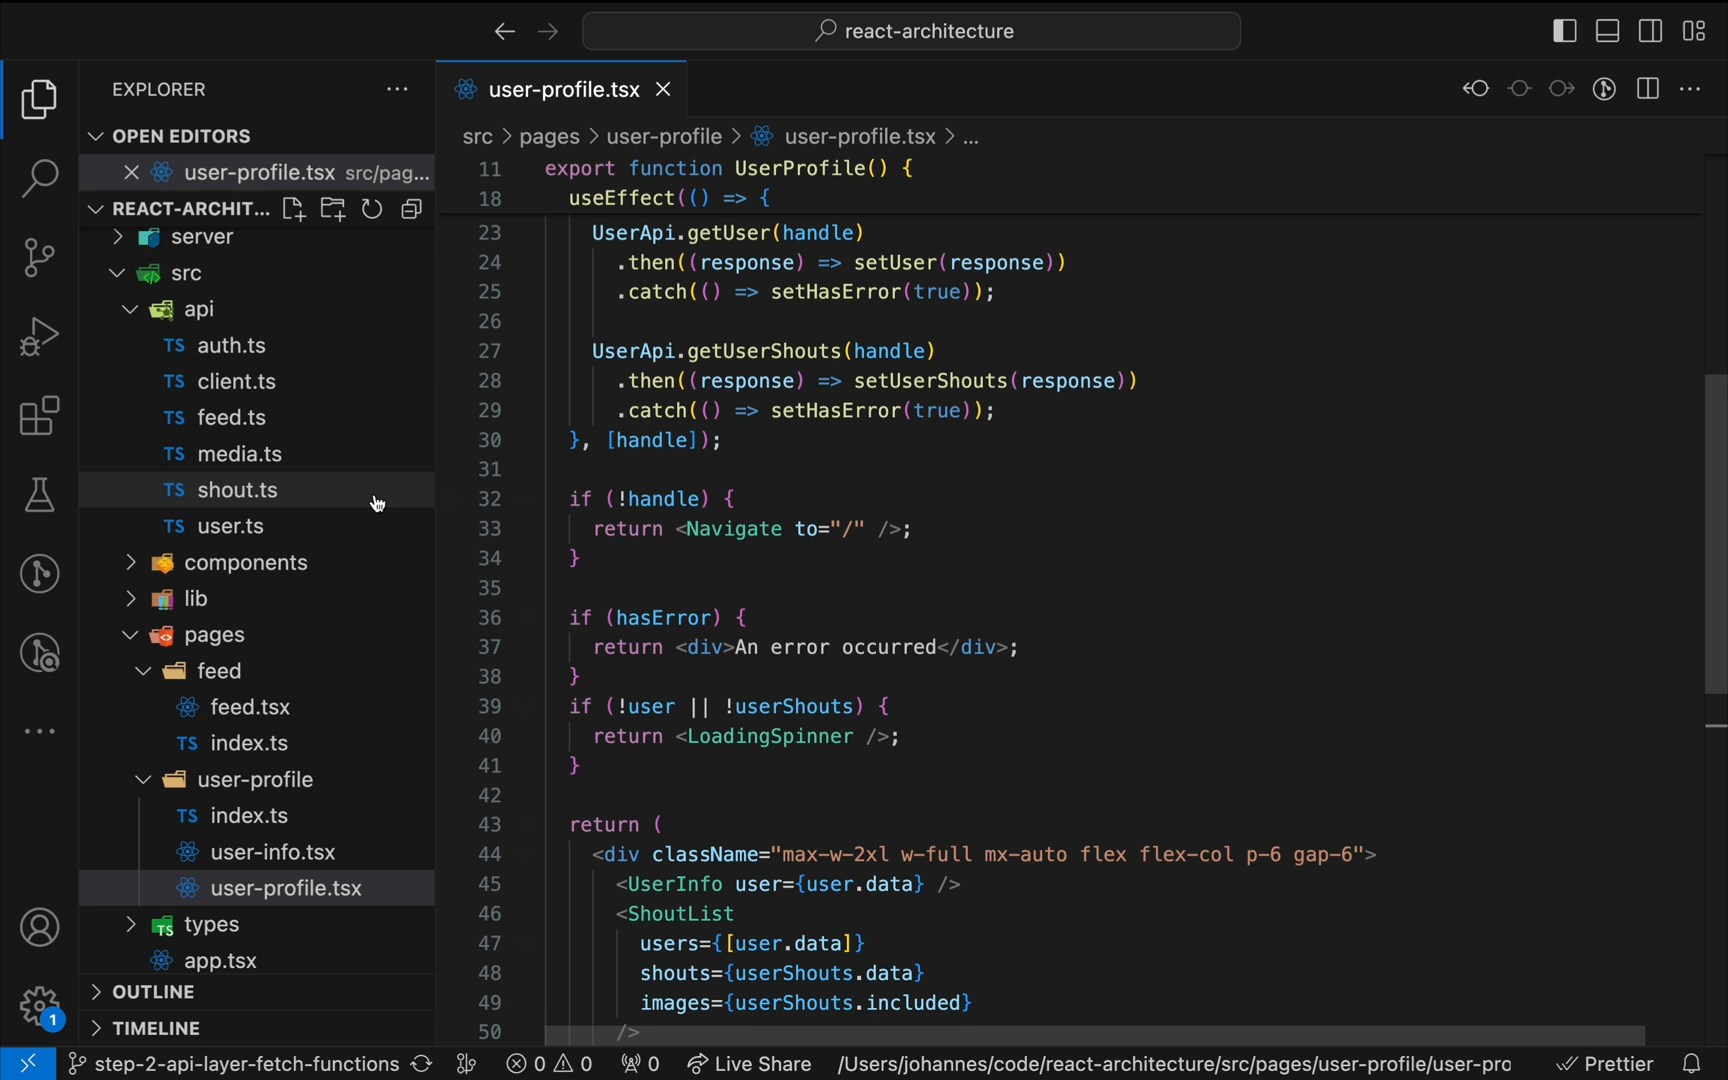 react-architecture
EXPLORER
OPEN EDITORS
user-profile.tsx src/pag...
REACT-ARCHIT...
server
src
api
TS auth.ts
TS client.ts
TS feed.ts
TS media.ts
TS shout.ts
TS user.ts
components
lib
pages
feed
feed.tsx
TS index.ts
user-profile
TS index.ts
user-info.tsx
user-profile.tsx
TS types
app.tsx
OUTLINE
TIMELINE
1
user-profile.tsx
src > pages > user-profile > user-profile.tsx > ...
11 export function UserProfile() {
18 useEffect(() => {
23 UserApi.getUser(handle)
24 .then((response) => setUser(response))
25 .catch(() => setHasError(true));
26
27 UserApi.getUserShouts(handle)
28 .then((response) => setUserShouts(response))
29 .catch(() => setHasError(true));
30 }, [handle]);
31
32 if (!handle) {
33 return <Navigate to="/" />;
34 }
35
36 if (hasError) {
37 return <div>An error occurred</div>;
38 }
39 if (!user || !userShouts) {
40 return <LoadingSpinner />;
41 }
42
43 return (
44 <div className="max-w-2xl w-full mx-auto flex flex-col p-6 gap-6">
45 <UserInfo user={user.data} />
46 <ShoutList
47 users={[user.data]}
48 shouts={userShouts.data}
49 images={userShouts.included}
50 />
step-2-api-layer-fetch-functions 0 0 0 Live Share /Users/johannes/code/react-architecture/src/pages/user-profile/user-pro Prettier